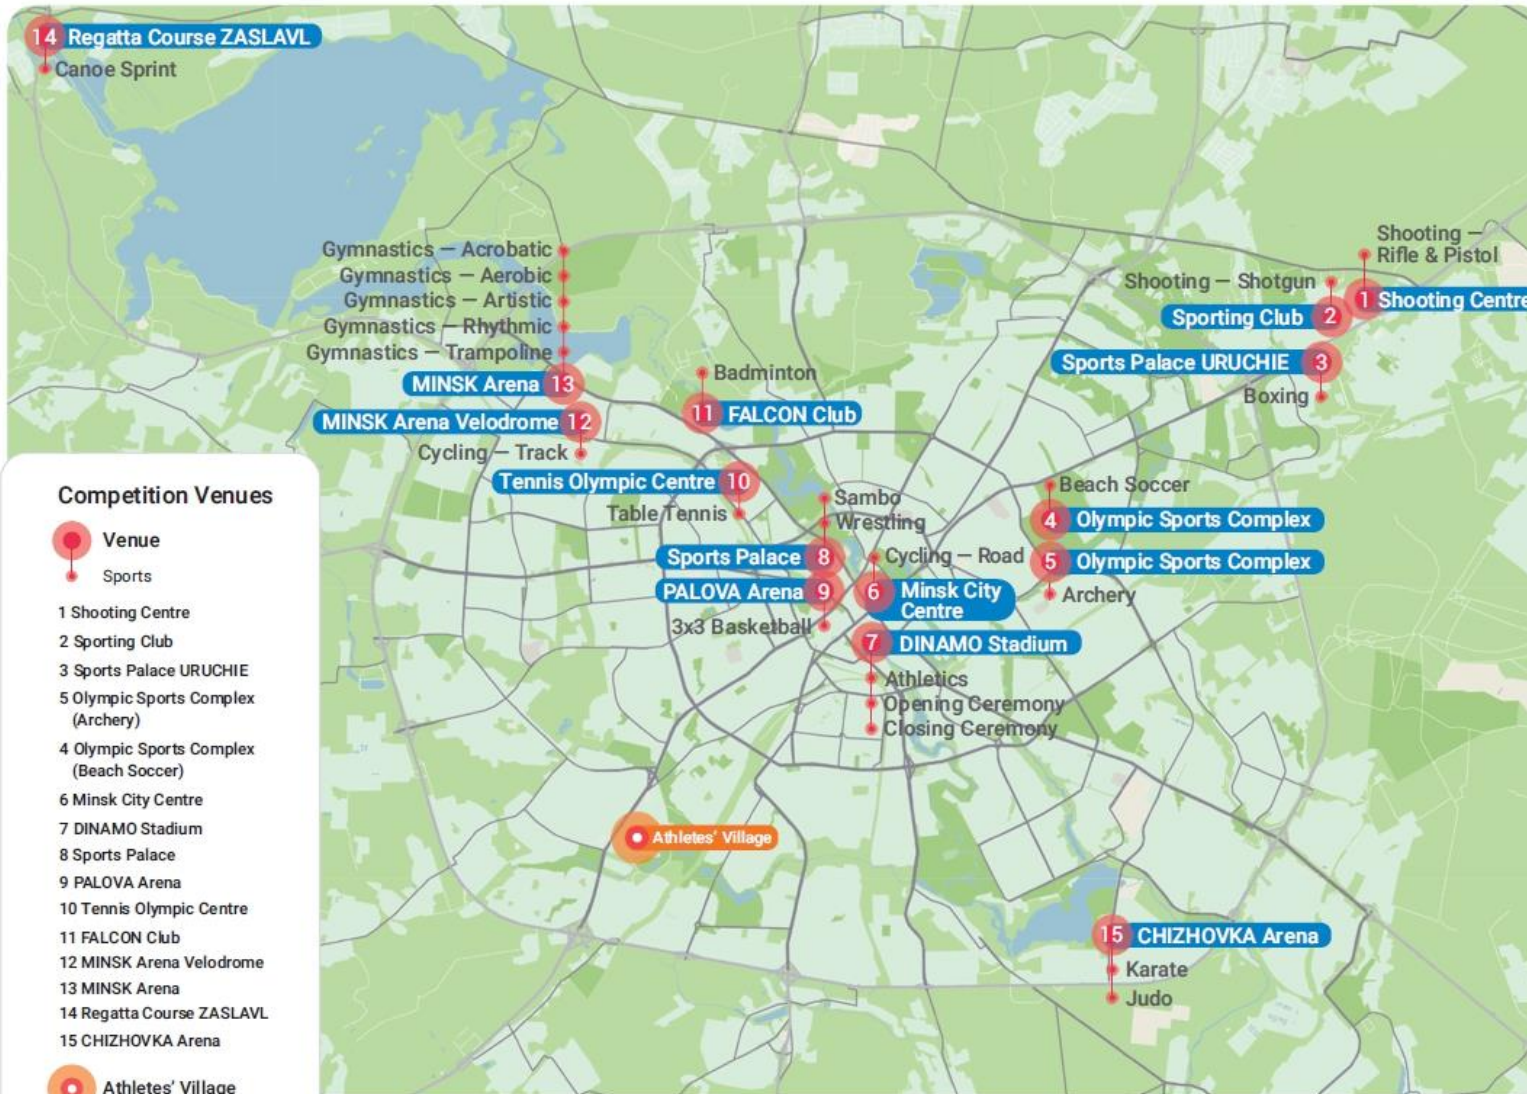 14 Regatta Course ZASLAVL
Canoe Sprint
Gymnastics — Acrobatic
Gymnastics — Aerobic
Gymnastics — Artistic
Gymnastics — Rhythmic
Gymnastics — Trampoline
MINSK Arena 13
MINSK Arena Velodrome 12
Cycling — Track
Badminton
11 FALCON Club
Tennis Olympic Centre 10
Table Tennis
Sambo
Wrestling
Sports Palace 8
PALOVA Arena 9
3x3 Basketball
Cycling — Road
6 Minsk City
Centre
7 DINAMO Stadium
Athletics
Opening Ceremony
Closing Ceremony
Shooting —
Rifle & Pistol
1 Shooting Centre
Shooting — Shotgun
Sporting Club 2
Sports Palace URUCHIE 3
Boxing
Beach Soccer
4 Olympic Sports Complex
5 Olympic Sports Complex
Archery
Athletes' Village
15 CHIZHOVKA Arena
Karate
Judo
Competition Venues
Venue
Sports
1 Shooting Centre
2 Sporting Club
3 Sports Palace URUCHIE
5 Olympic Sports Complex
(Archery)
4 Olympic Sports Complex
(Beach Soccer)
6 Minsk City Centre
7 DINAMO Stadium
8 Sports Palace
9 PALOVA Arena
10 Tennis Olympic Centre
11 FALCON Club
12 MINSK Arena Velodrome
13 MINSK Arena
14 Regatta Course ZASLAVL
15 CHIZHOVKA Arena
Athletes' Village